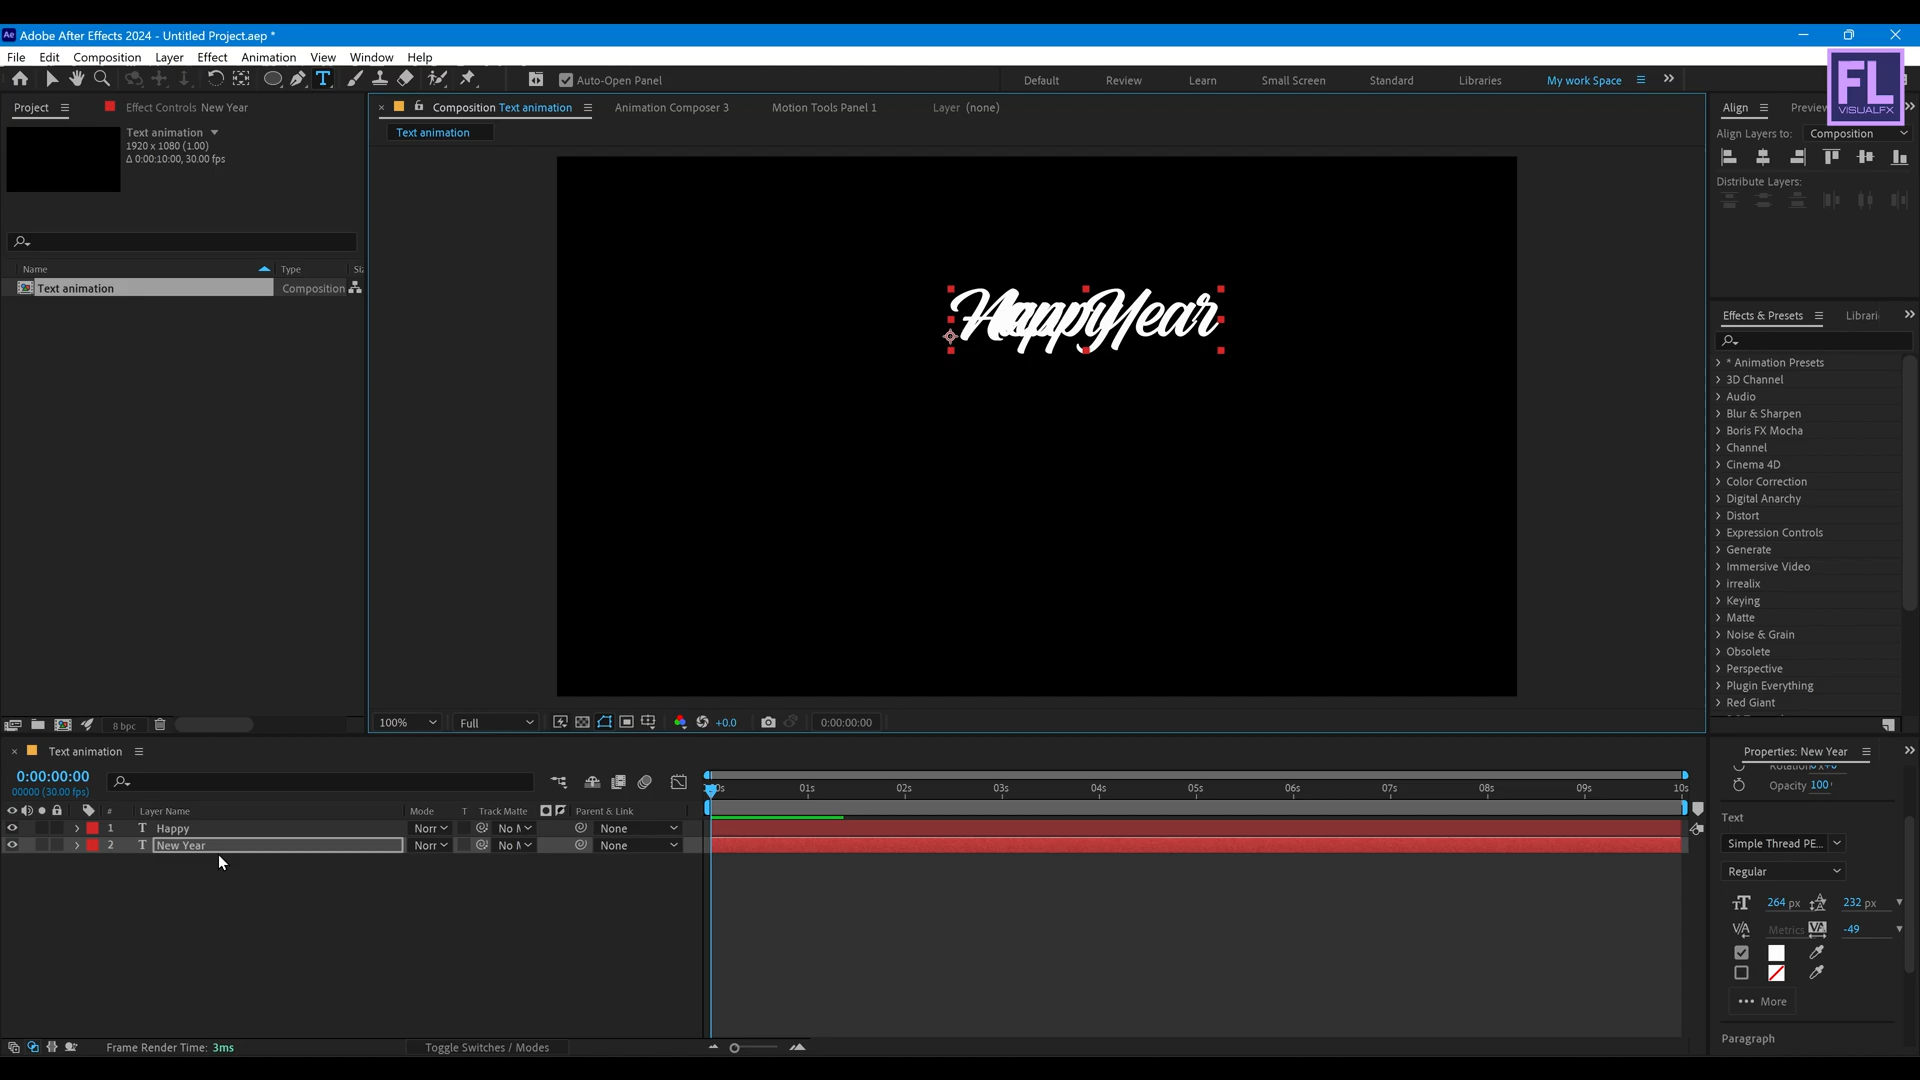 Adobe After Effects 2024 - Untitled Project.aep *
File Edit Composition Layer Effect Animation View Window Help
Auto-Open Panel
Default Review Learn Small Screen Standard Libraries My work Space
FL
VISUALFX
Project Effect Controls New Year
Composition Text animation
Animation Composer 3
Motion Tools Panel 1
Layer (none)
Align
Text animation
1920 x 1080 (1.00)
Δ 0:00:10:00, 30.00 fps
Text animation
Align Layers to: Composition
Distribute Layers:
Name Type
Text animation Composition
Happy Year
Effects & Presets
* Animation Presets
3D Channel
Audio
Blur & Sharpen
Boris FX Mocha
Channel
Cinema 4D
Color Correction
Digital Anarchy
Distort
Expression Controls
Generate
Immersive Video
irrealix
Keying
Matte
Noise & Grain
Obsolete
Perspective
Plugin Everything
Red Giant
8 bpc
100% Full +0.0 0:00:00:00
Text animation
0:00:00:00
00000 (30.00 fps)
# Layer Name Mode T Track Matte Parent & Link
1 T Happy None
2 T New Year None
01s 02s 03s 04s 05s 06s 07s 08s 09s 10s
Properties: New Year
Opacity 100
Text
Simple Thread PE...
Regular
264 px 232 px
Metrics -49
More
Paragraph
Frame Render Time: 3ms
Toggle Switches / Modes